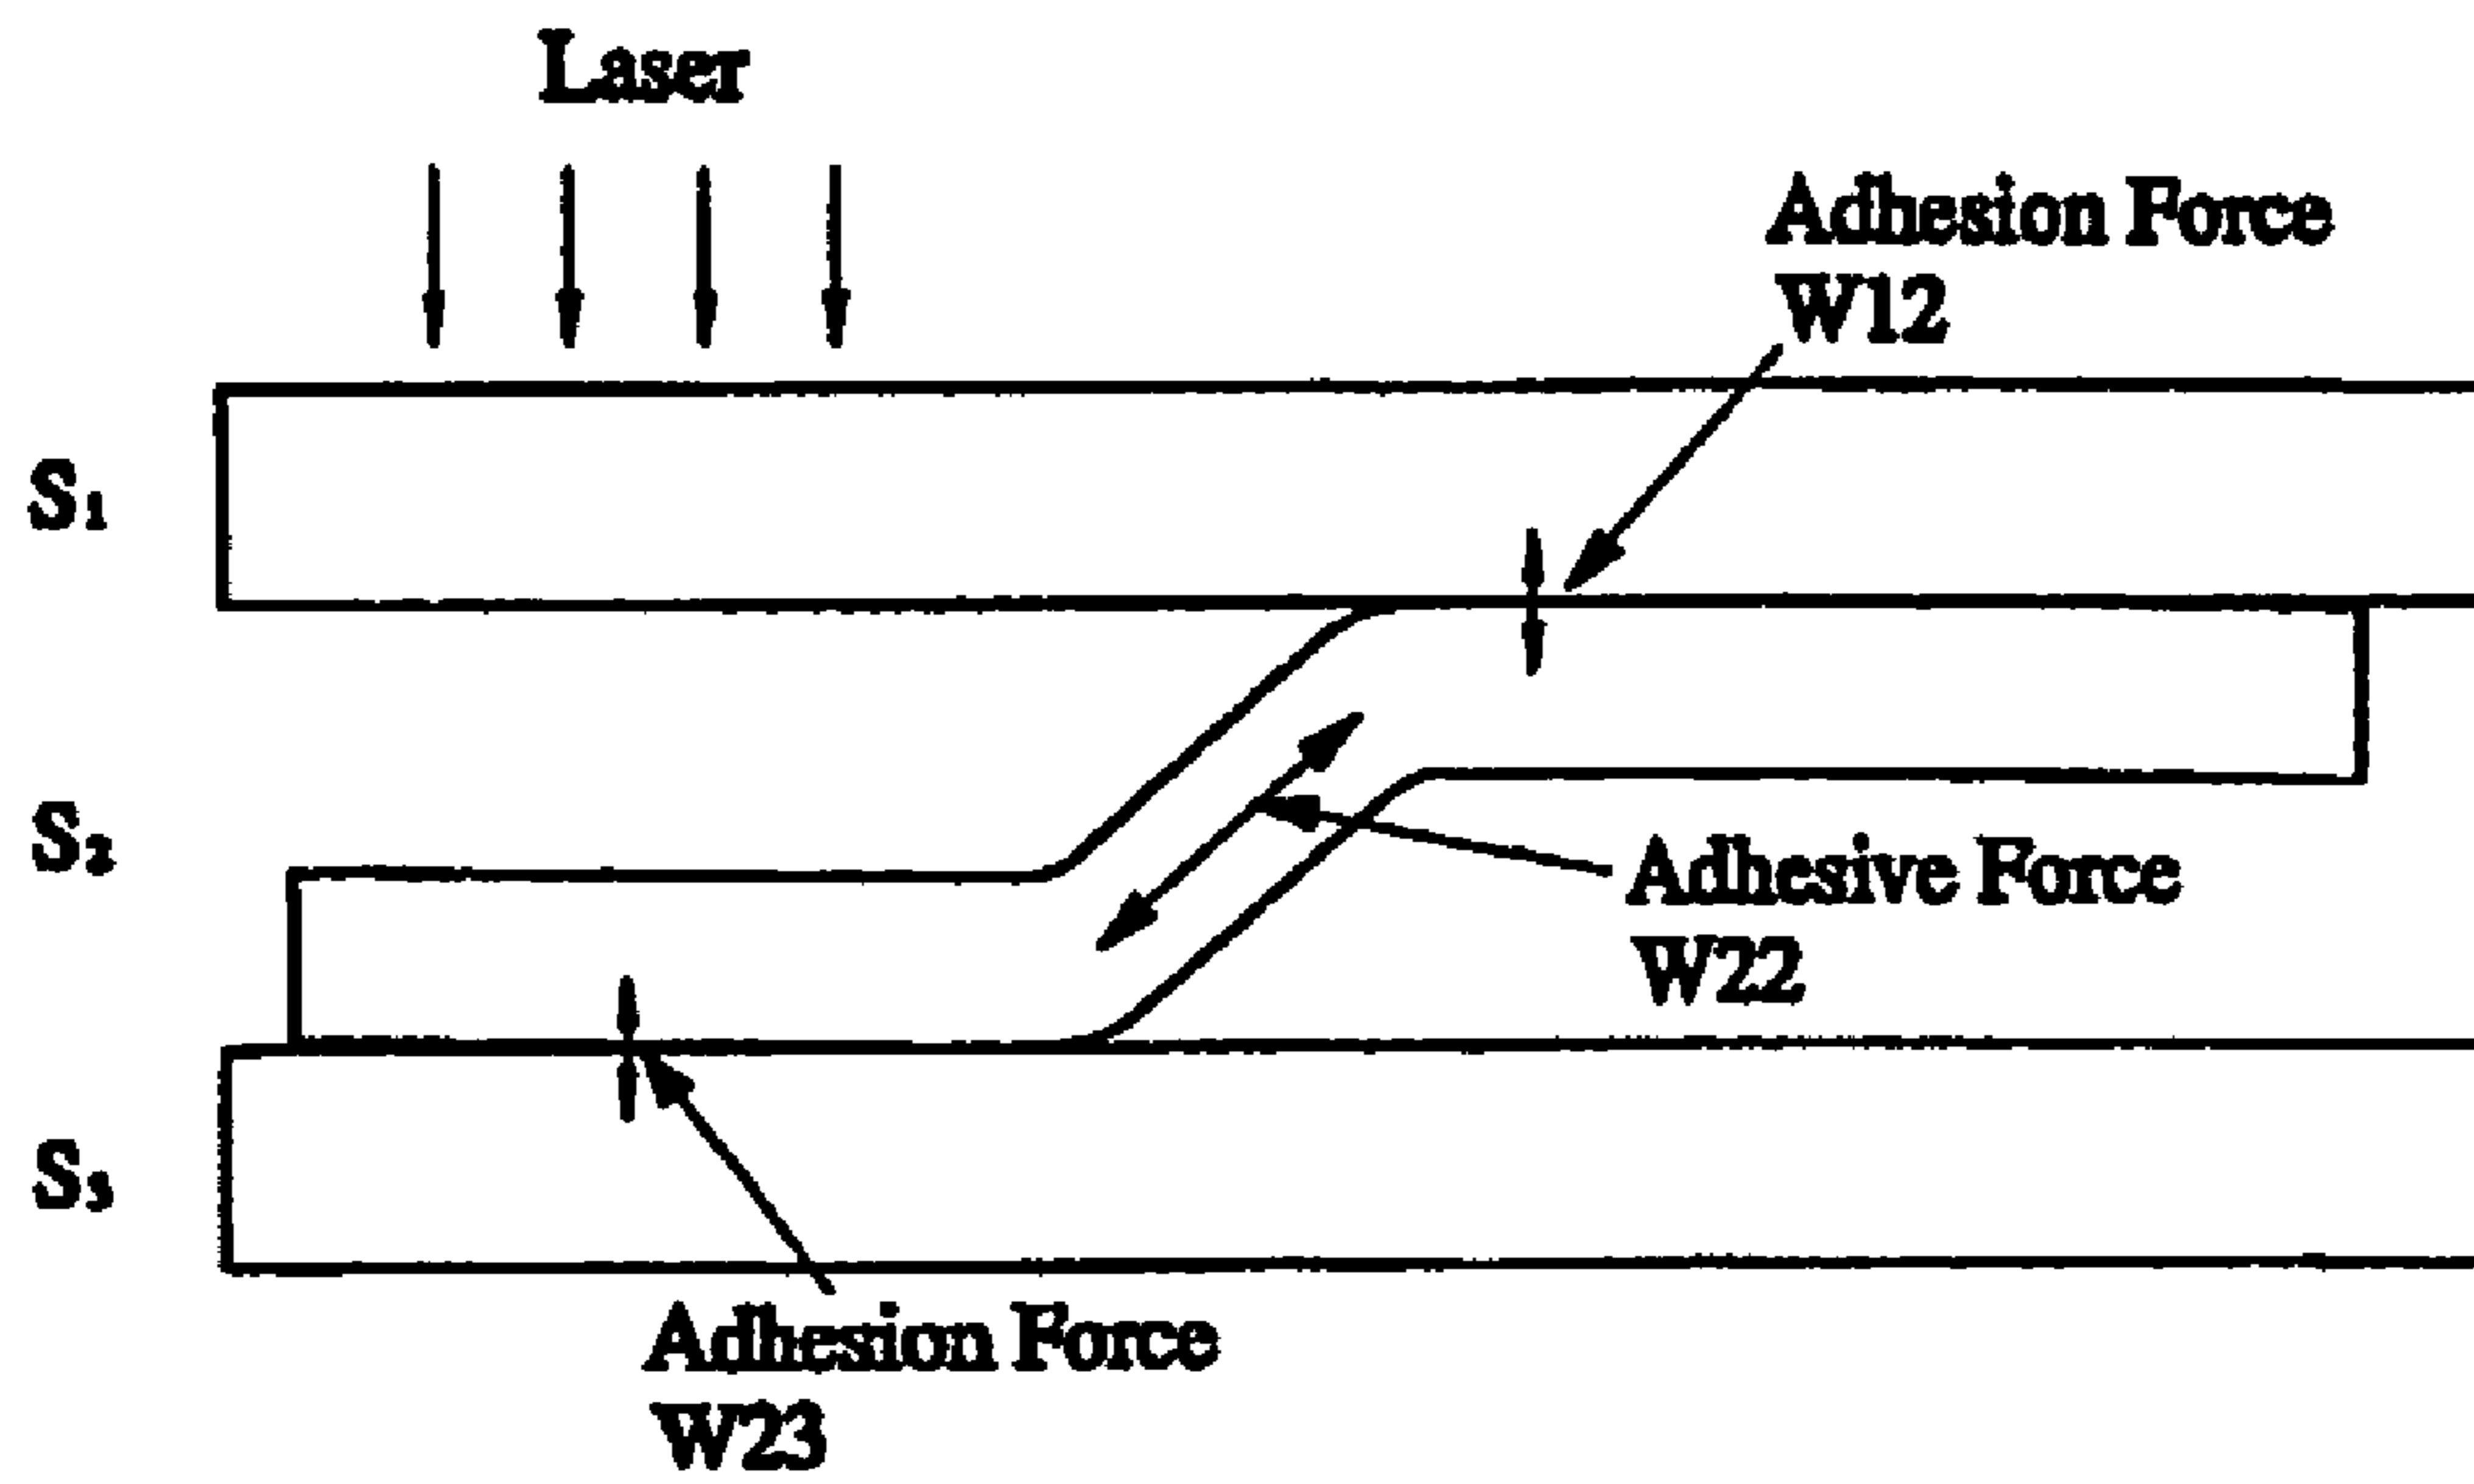 Laser
Adhesion Force
W12
S₁
S₂
Adhesive Force
W22
S₃
Adhesion Force
W23